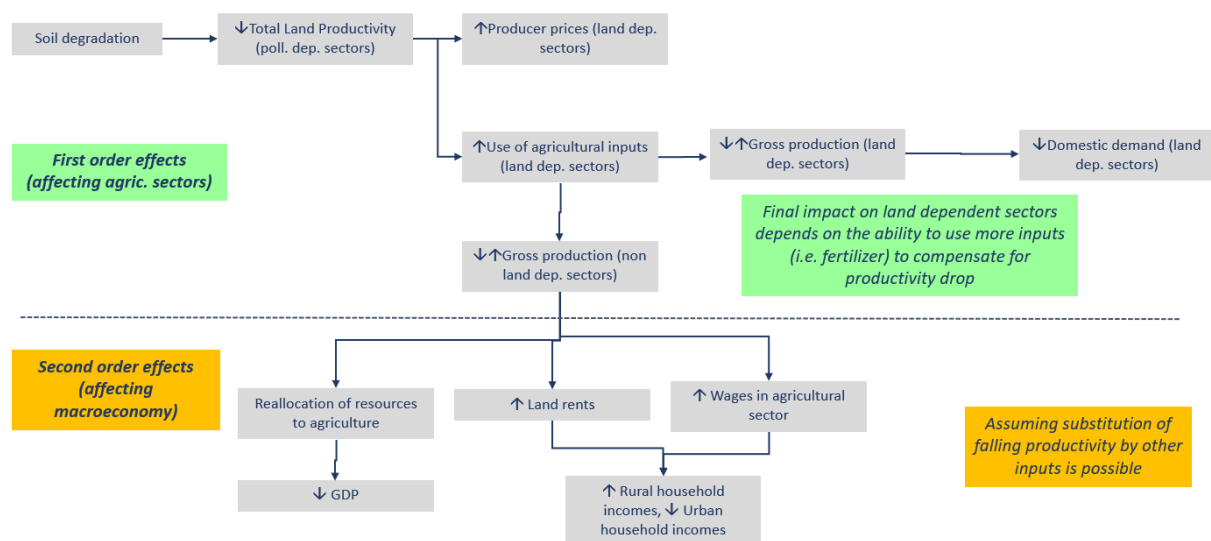 Soil degradation
↓Total Land Productivity
(poll. dep. sectors)
↑Producer prices (land dep.
sectors)
First order effects
(affecting agric. sectors)
↑Use of agricultural inputs
(land dep. sectors)
↓↑Gross production (land
dep. sectors)
↓Domestic demand (land
dep. sectors)
Final impact on land dependent sectors
depends on the ability to use more inputs
(i.e. fertilizer) to compensate for
productivity drop
↓↑Gross production (non
land dep. sectors)
Second order effects
(affecting
macroeconomy)
Reallocation of resources
to agriculture
↑ Land rents
↑ Wages in agricultural
sector
Assuming substitution of
falling productivity by other
inputs is possible
↓ GDP
↑ Rural household
incomes, ↓ Urban
household incomes